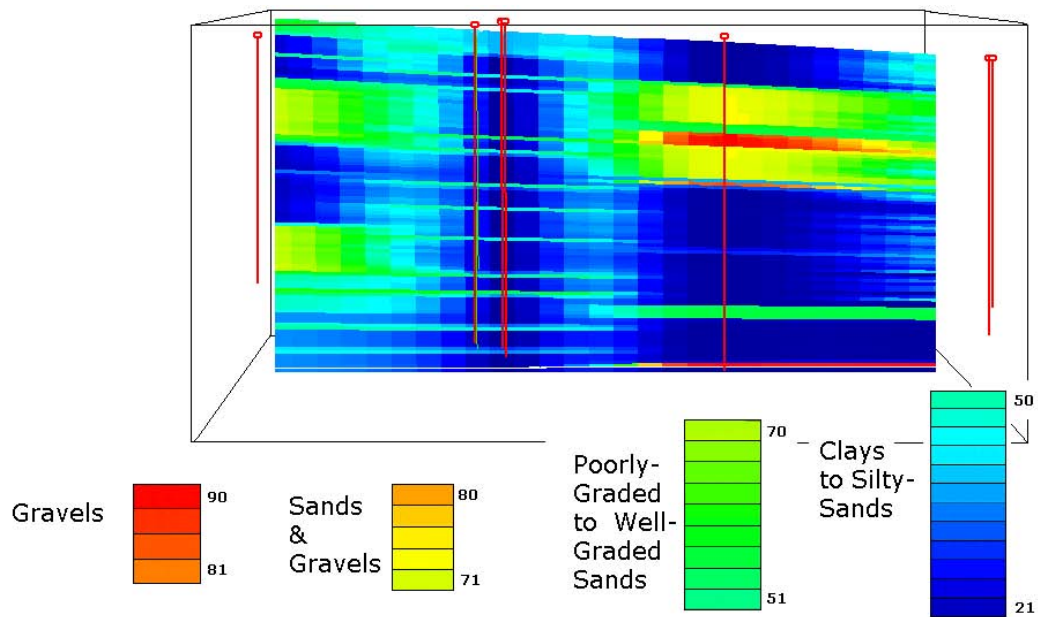 Gravels
90
81
Sands
&
Gravels
80
71
Poorly-
Graded
to Well-
Graded
Sands
70
51
Clays
to Silty-
Sands
50
21